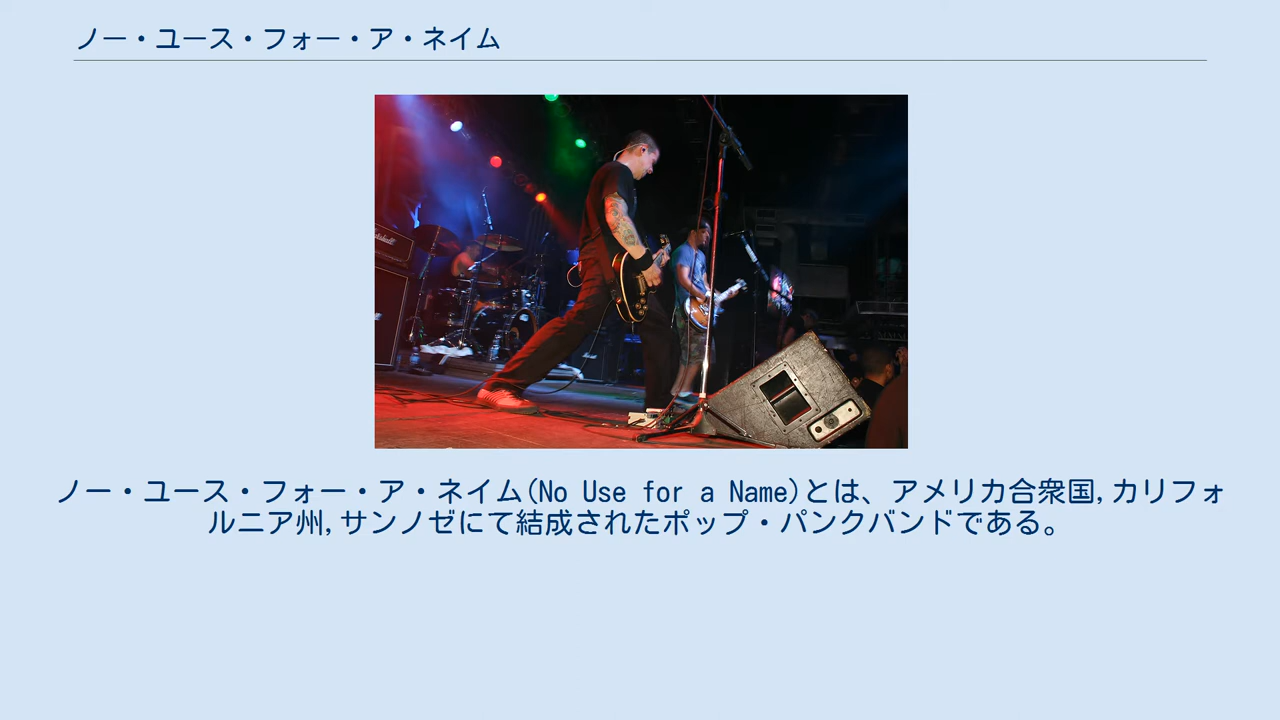 ノー・ユース・フォー・ア・ネイム
Marshall
ノー・ユース・フォー・ア・ネイム(No Use for a Name)とは、アメリカ合衆国,カリフォ
ルニア州,サンノゼにて結成されたポップ・パンクバンドである。